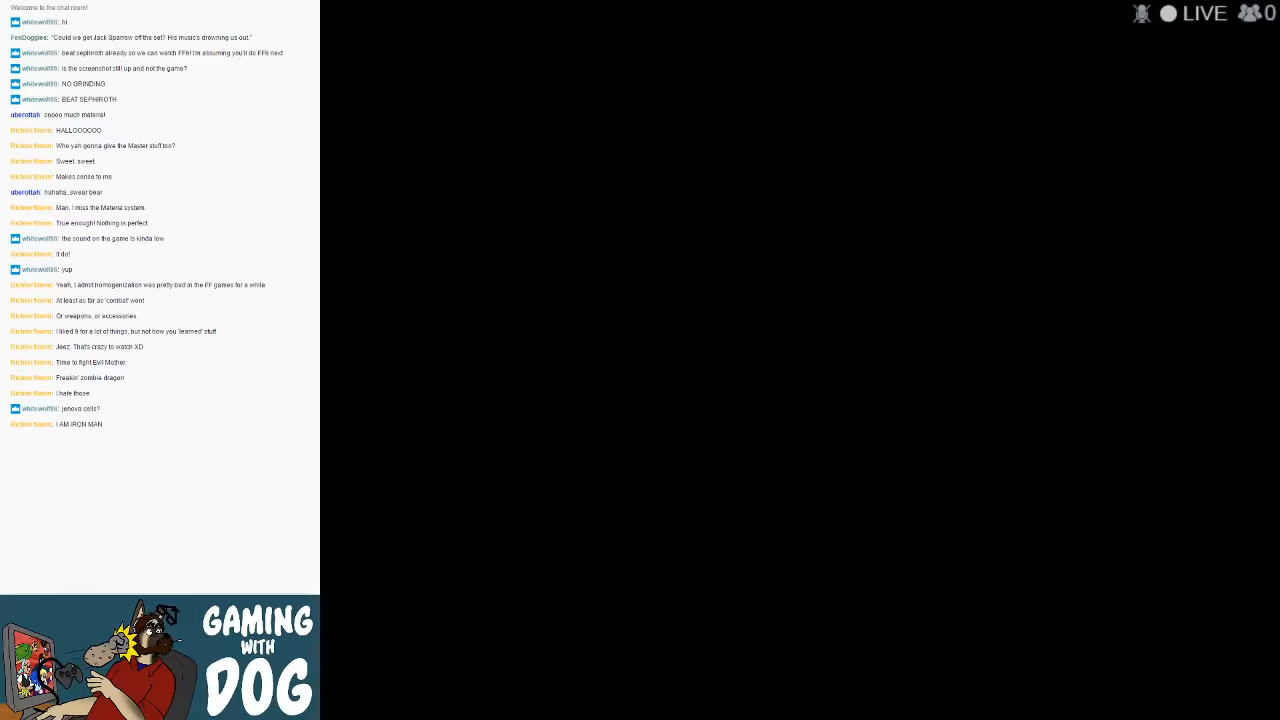 Welcome to the chat room!
whitewolf86: hi
FenDoggles: "Could we get Jack Sparrow off the set? His music's drowning us out."
whitewolf86: beat sephiroth already so we can watch FF6! I'm assuming you'll do FF6 next
whitewolf86: is the screenshot still up and not the game?
whitewolf86: NO GRINDING
whitewolf86: BEAT SEPHIROTH
uberottah: soooo much materia!
RichterStorm: HALLOOOOOO
RichterStorm: Who yah gonna give the Master stuff too?
RichterStorm: Sweet, sweet
RichterStorm: Makes sense to me
uberottah: hahaha, swear bear
RichterStorm: Man, I miss the Materia system.
RichterStorm: True enough! Nothing is perfect
whitewolf86: the sound on the game is kinda low
RichterStorm: It do!
whitewolf86: yup
RichterStorm: Yeah, I admit homogenization was pretty bad in the FF games for a while.
RichterStorm: At least as far as 'combat' went
RichterStorm: Or weapons, or accessories.
RichterStorm: I liked 9 for a lot of things, but not how you 'learned' stuff
RichterStorm: Jeez. That's crazy to watch XD
RichterStorm: Time to fight Evil Mother
RichterStorm: Freakin' zombie dragon
RichterStorm: I hate those
whitewolf86: jenova cells?
RichterStorm: I AM IRON MAN
LIVE 0
GAMING
WITH
DOG